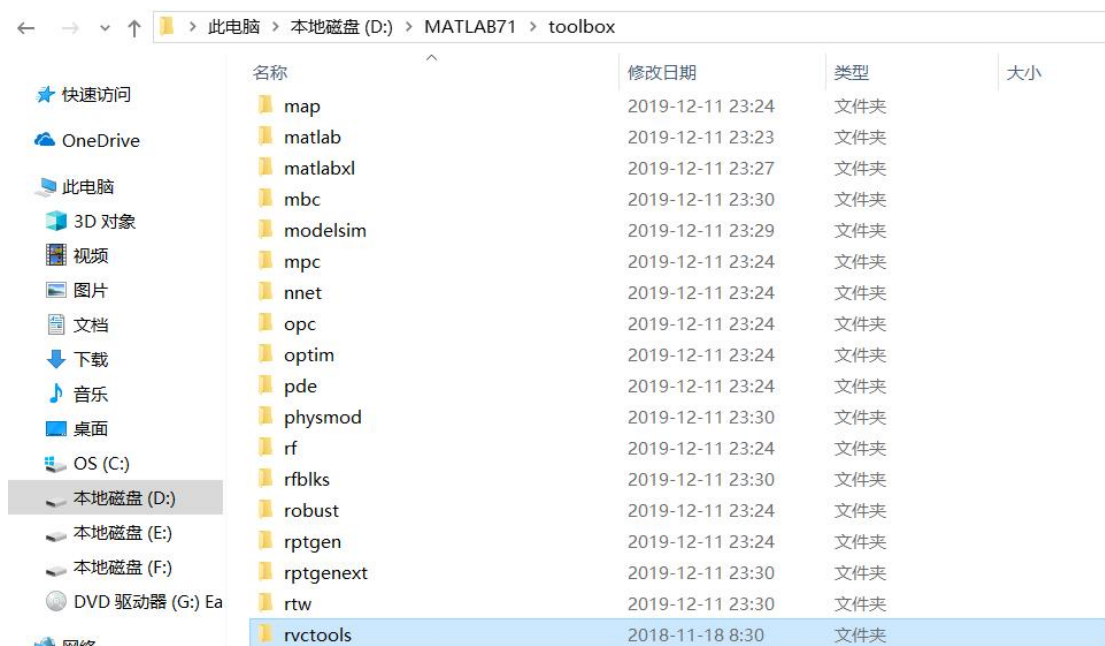 此电脑 > 本地磁盘 (D:) > MATLAB71 > toolbox
名称 修改日期 类型 大小
快速访问
OneDrive
此电脑
3D 对象
视频
图片
文档
下载
音乐
桌面
OS (C:)
本地磁盘 (D:)
本地磁盘 (E:)
本地磁盘 (F:)
DVD 驱动器 (G:) Ea
网络
map 2019-12-11 23:24 文件夹
matlab 2019-12-11 23:23 文件夹
matlabxl 2019-12-11 23:27 文件夹
mbc 2019-12-11 23:30 文件夹
modelsim 2019-12-11 23:29 文件夹
mpc 2019-12-11 23:24 文件夹
nnet 2019-12-11 23:24 文件夹
opc 2019-12-11 23:24 文件夹
optim 2019-12-11 23:24 文件夹
pde 2019-12-11 23:24 文件夹
physmod 2019-12-11 23:30 文件夹
rf 2019-12-11 23:24 文件夹
rfblks 2019-12-11 23:30 文件夹
robust 2019-12-11 23:24 文件夹
rptgen 2019-12-11 23:24 文件夹
rptgenext 2019-12-11 23:30 文件夹
rtw 2019-12-11 23:30 文件夹
rvctools 2018-11-18 8:30 文件夹